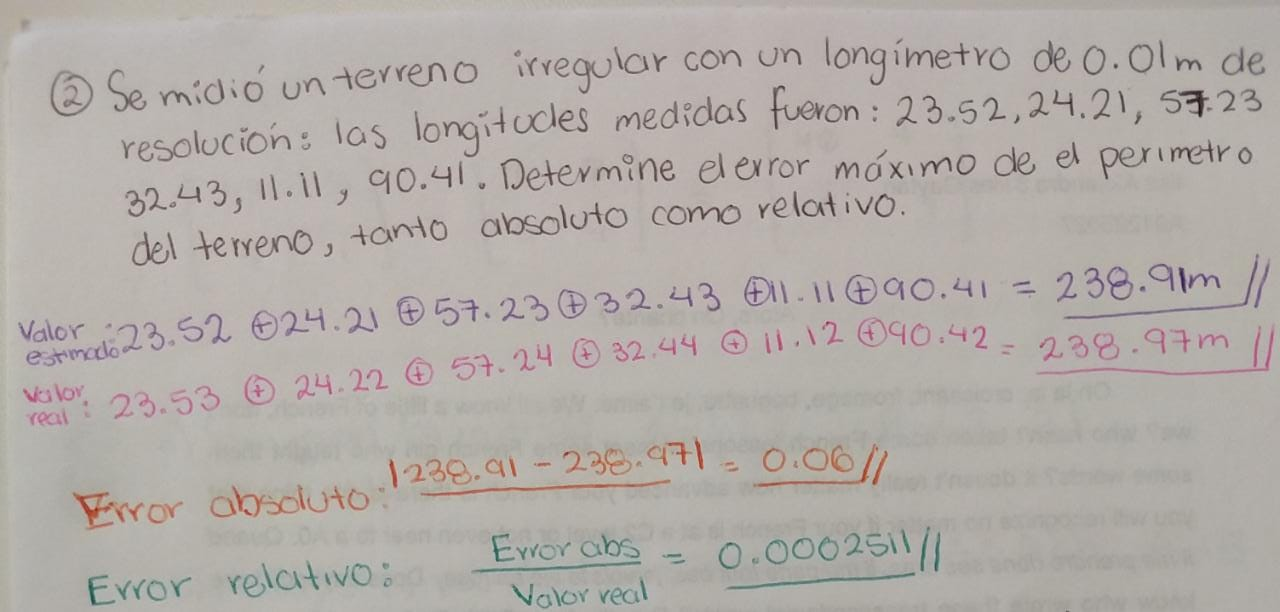 ② Se midió un terreno irregular con un longímetro de 0.01m de
resolución: las longitudes medidas fueron: 23.52, 24.21, 57.23
32.43, 11.11, 90.41. Determine el error máximo de el perimetro
del terreno, tanto absoluto como relativo.
Valor estimado: 23.52 ⊕ 24.21 ⊕ 57.23 ⊕ 32.43 ⊕ 11.11 ⊕ 90.41 = 238.91m //
Valor real: 23.53 ⊕ 24.22 ⊕ 57.24 ⊕ 32.44 ⊕ 11.12 ⊕ 90.42 = 238.97m //
Error absoluto: |238.91 - 238.97| = 0.06 //
Error relativo: Error abs / Valor real = 0.0002511 //